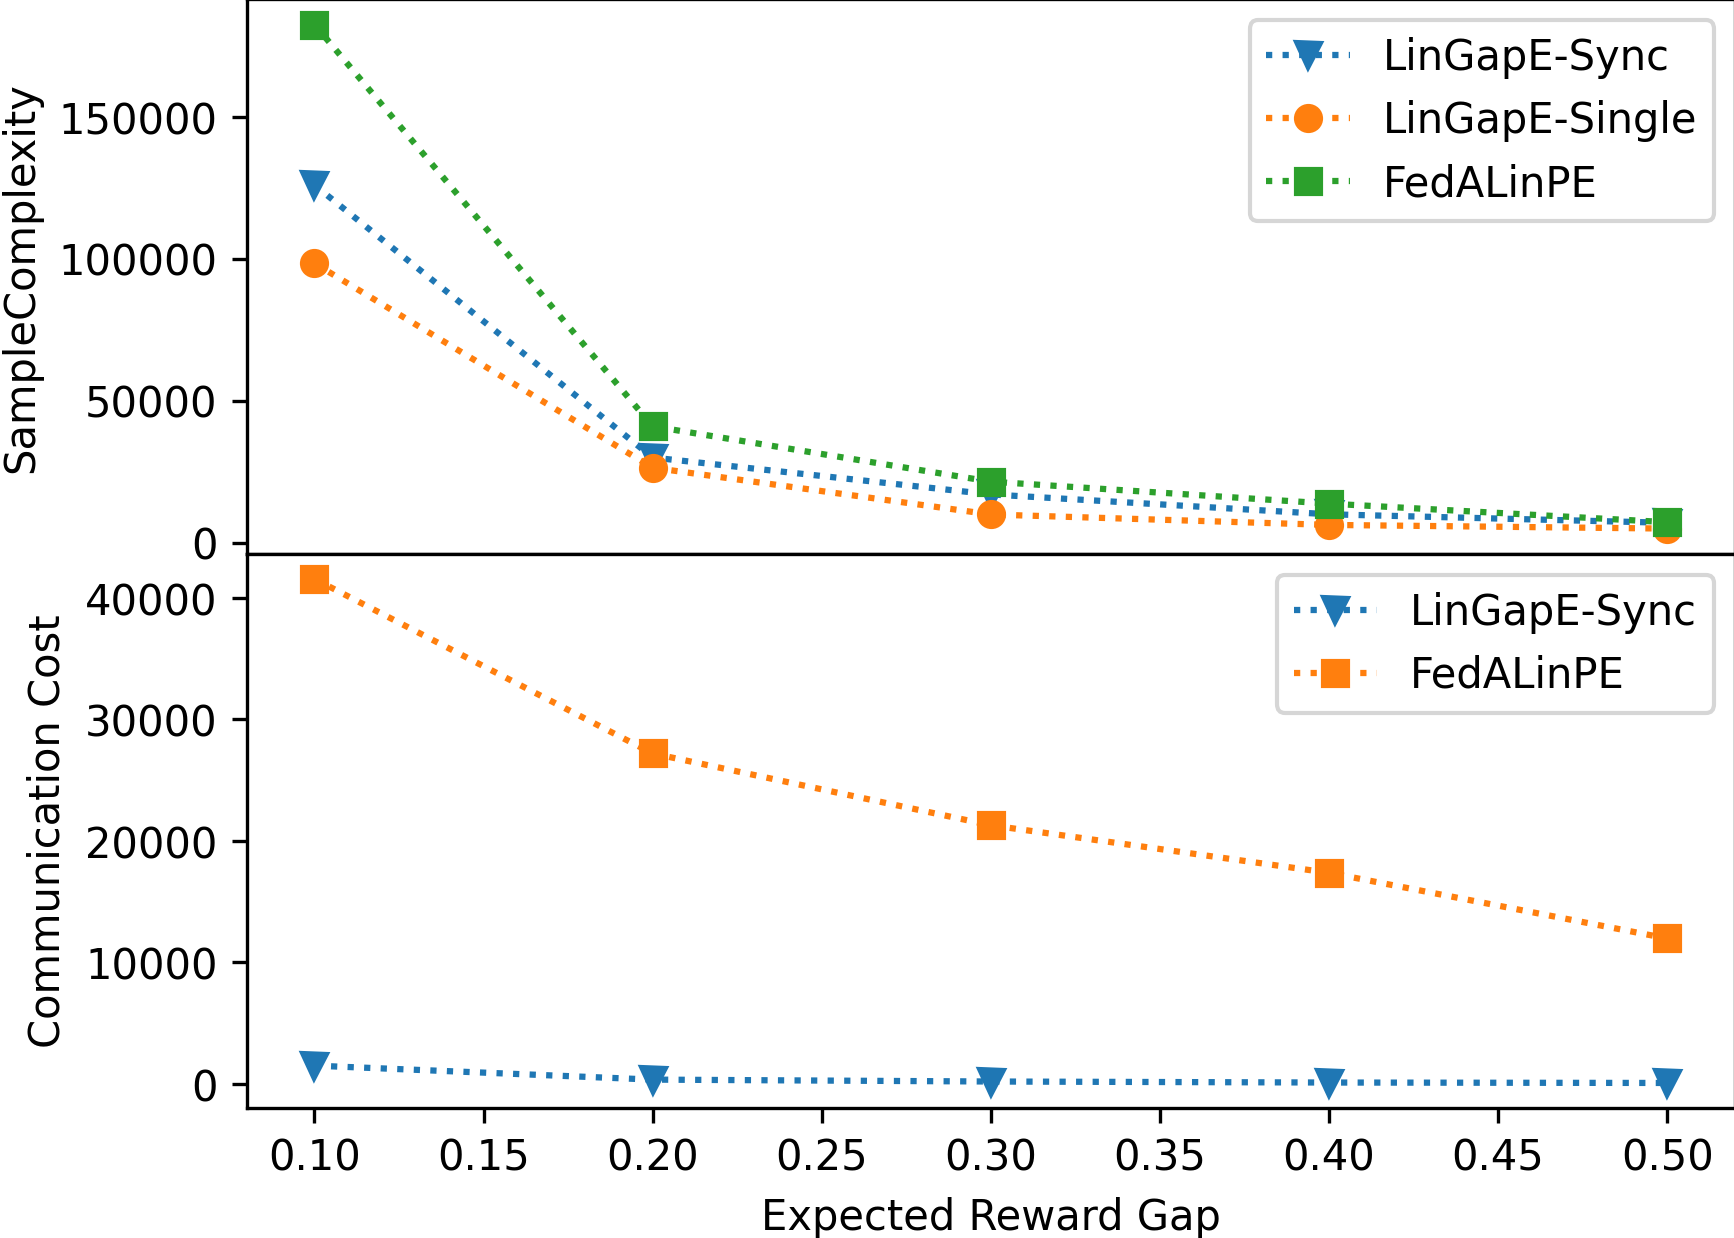 SampleComplexity
150000
100000
50000
0
LinGapE-Sync
LinGapE-Single
FedALinPE
Communication Cost
40000
30000
20000
10000
0
LinGapE-Sync
FedALinPE
0.10 0.15 0.20 0.25 0.30 0.35 0.40 0.45 0.50
Expected Reward Gap